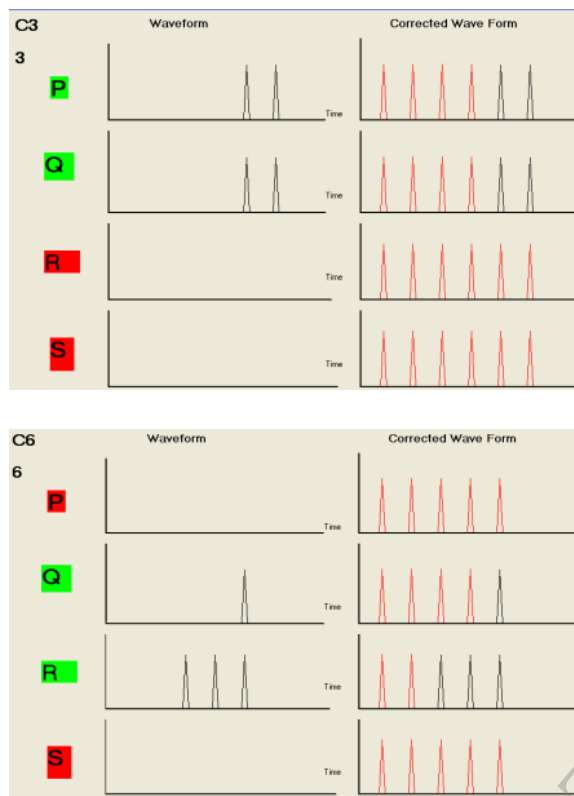 C3 Waveform Corrected Wave Form
3
P
Time
Q
Time
R
Time
S
Time
C6 Waveform Corrected Wave Form
6
P
Time
Q
Time
R
Time
S
Time